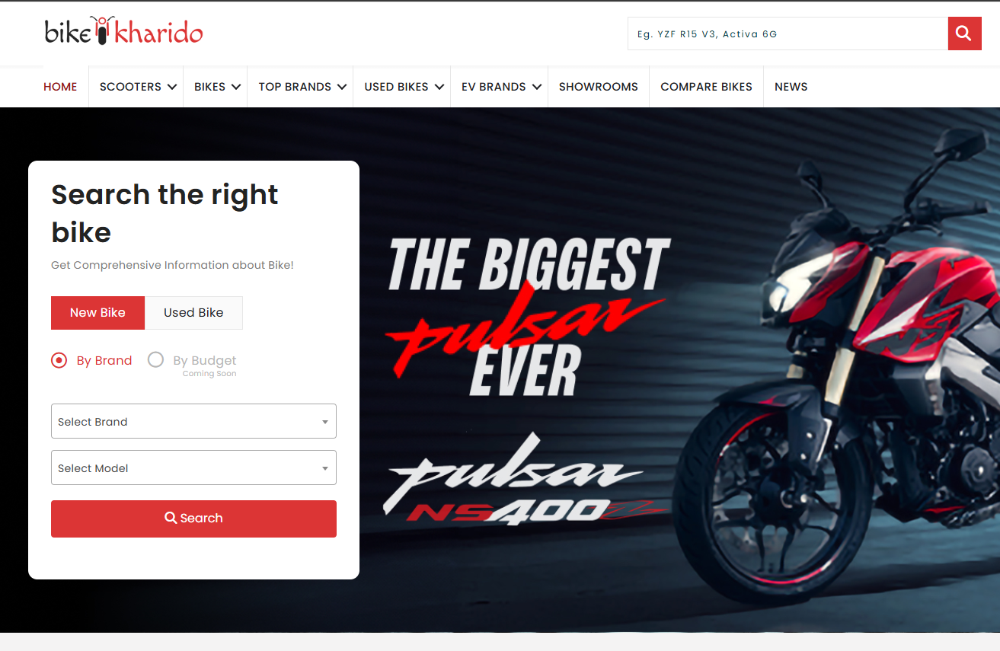 bike kharido
Eg. YZF R15 V3, Activa 6G
HOME SCOOTERS BIKES TOP BRANDS USED BIKES EV BRANDS SHOWROOMS COMPARE BIKES NEWS
Search the right
bike
Get Comprehensive Information about Bike!
New Bike Used Bike
By Brand By Budget
Coming Soon
Select Brand
Select Model
Search
THE BIGGEST
pulsar
EVER
pulsar
NS400Z